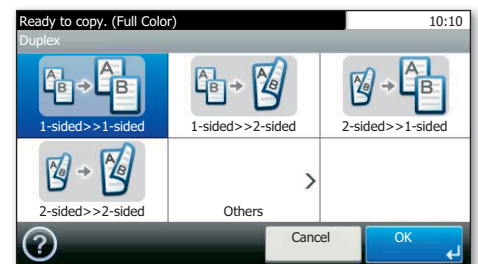 Ready to copy. (Full Color) 10:10
Duplex
A B A B
1-sided>>1-sided
A B A B
1-sided>>2-sided
A B A B
2-sided>>1-sided
A B A B
2-sided>>2-sided
Others
?
Cancel
OK